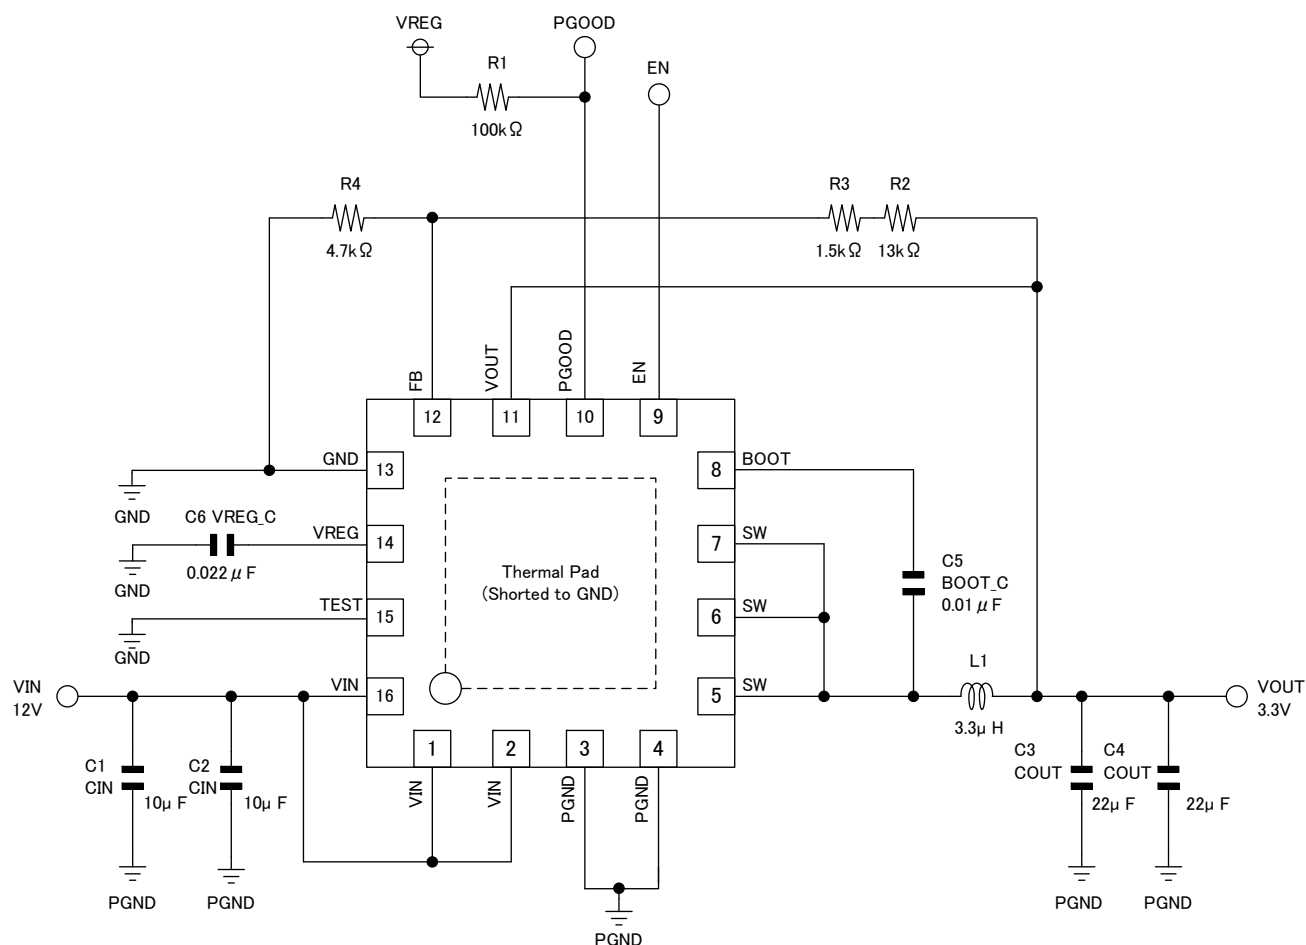 VREG
PGOOD
EN
R1
100kΩ
R4
4.7kΩ
R3
1.5kΩ
R2
13kΩ
FB
VOUT
PGOOD
EN
12
11
10
9
GND
13
GND
8
BOOT
C6 VREG_C
0.022μF
GND
VREG
14
7
SW
Thermal Pad
(Shorted to GND)
C5
BOOT_C
0.01μF
TEST
15
GND
6
SW
VIN
12V
VIN
16
5
SW
L1
3.3μH
VOUT
3.3V
1
2
3
4
VIN
VIN
PGND
PGND
C1
CIN
10μF
C2
CIN
10μF
C3
COUT
22μF
C4
COUT
22μF
PGND
PGND
PGND
PGND
PGND